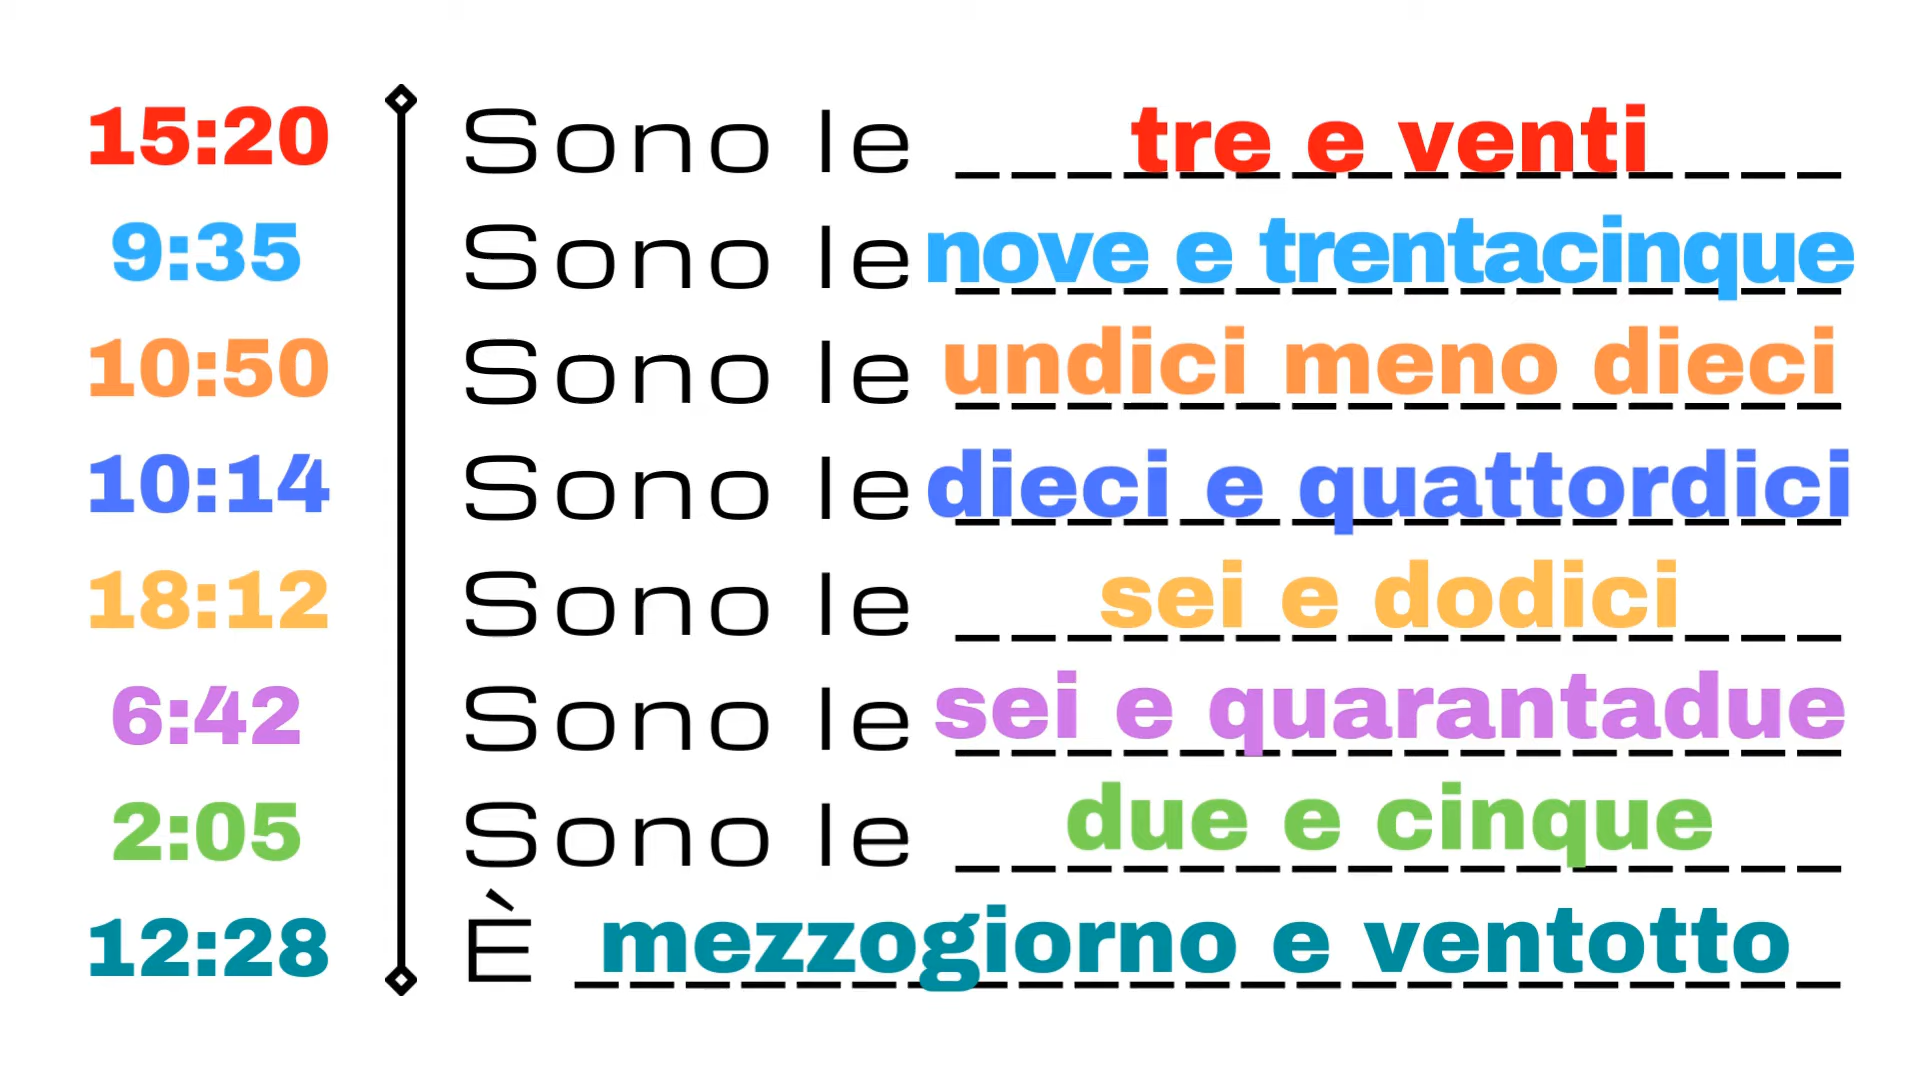 15:20 Sono le tre e venti
9:35 Sono le nove e trentacinque
10:50 Sono le undici meno dieci
10:14 Sono le dieci e quattordici
18:12 Sono le sei e dodici
6:42 Sono le sei e quarantadue
2:05 Sono le due e cinque
12:28 È mezzogiorno e ventotto